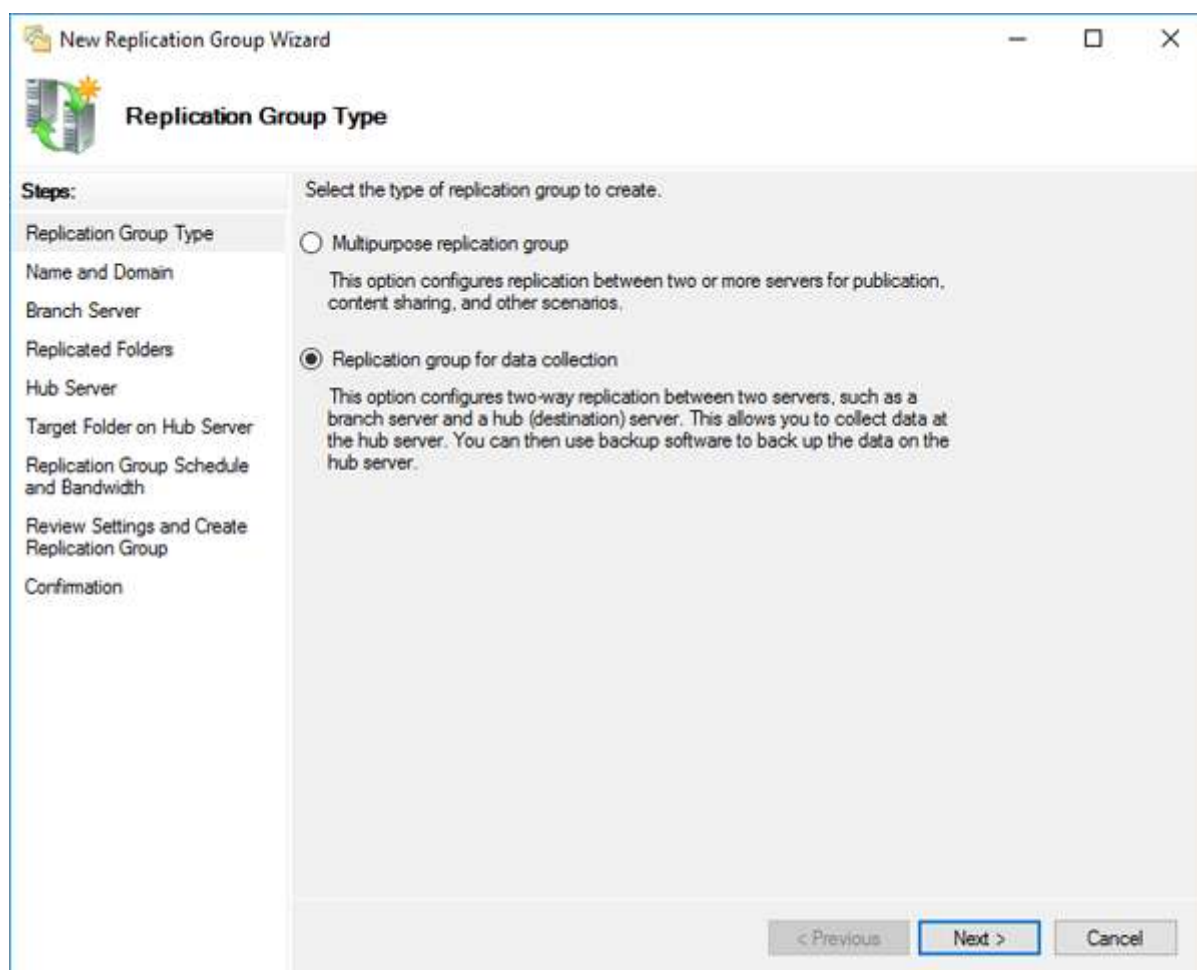 New Replication Group Wizard
Replication Group Type
Steps:
Replication Group Type
Name and Domain
Branch Server
Replicated Folders
Hub Server
Target Folder on Hub Server
Replication Group Schedule
and Bandwidth
Review Settings and Create
Replication Group
Confirmation
Select the type of replication group to create.
Multipurpose replication group
This option configures replication between two or more servers for publication,
content sharing, and other scenarios.
Replication group for data collection
This option configures two-way replication between two servers, such as a
branch server and a hub (destination) server. This allows you to collect data at
the hub server. You can then use backup software to back up the data on the
hub server.
< Previous
Next >
Cancel